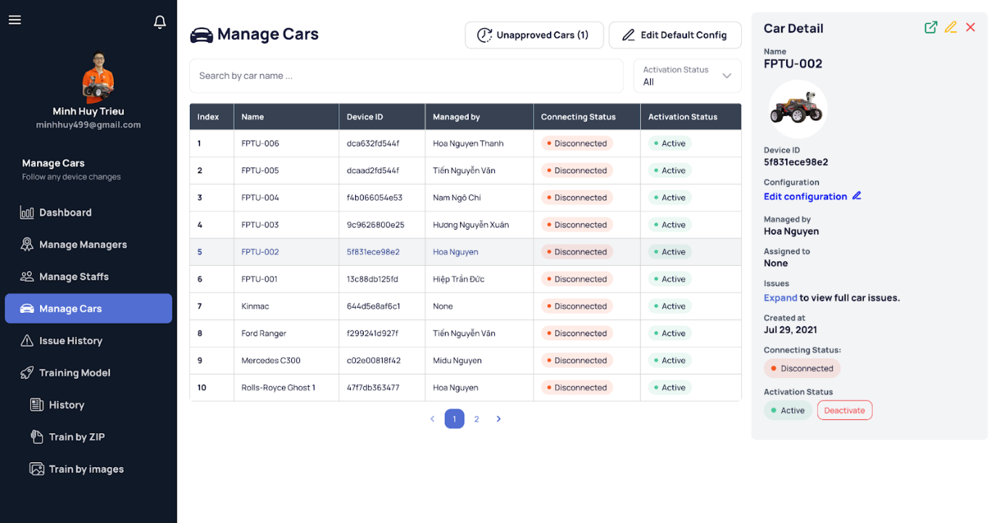 Minh Huy Trieu
minhhuy499@gmail.com
Manage Cars
Follow any device changes
Dashboard
Manage Managers
Manage Staffs
Manage Cars
Issue History
Training Model
History
Train by ZIP
Train by images
Manage Cars
Unapproved Cars (1)
Edit Default Config
Search by car name ...
Activation Status
All
Index Name Device ID Managed by Connecting Status Activation Status
1 FPTU-006 dca632fd544f Hoa Nguyen Thanh Disconnected Active
2 FPTU-005 dcaad2fd544f Tiến Nguyễn Văn Disconnected Active
3 FPTU-004 f4b066054e53 Nam Ngô Chí Disconnected Active
4 FPTU-003 9c9626800e25 Hương Nguyễn Xuân Disconnected Active
5 FPTU-002 5f831ece98e2 Hoa Nguyen Disconnected Active
6 FPTU-001 13c88db125fd Hiệp Trần Đức Disconnected Active
7 Kinmac 644d5e8af6c1 None Disconnected Active
8 Ford Ranger f299241d927f Tiến Nguyễn Văn Disconnected Active
9 Mercedes C300 c02e00818f42 Midu Nguyen Disconnected Active
10 Rolls-Royce Ghost 1 47f7db363477 Hoa Nguyen Disconnected Active
1 2
Car Detail
Name
FPTU-002
Device ID
5f831ece98e2
Configuration
Edit configuration
Managed by
Hoa Nguyen
Assigned to
None
Issues
Expand to view full car issues.
Created at
Jul 29, 2021
Connecting Status:
Disconnected
Activation Status
Active Deactivate